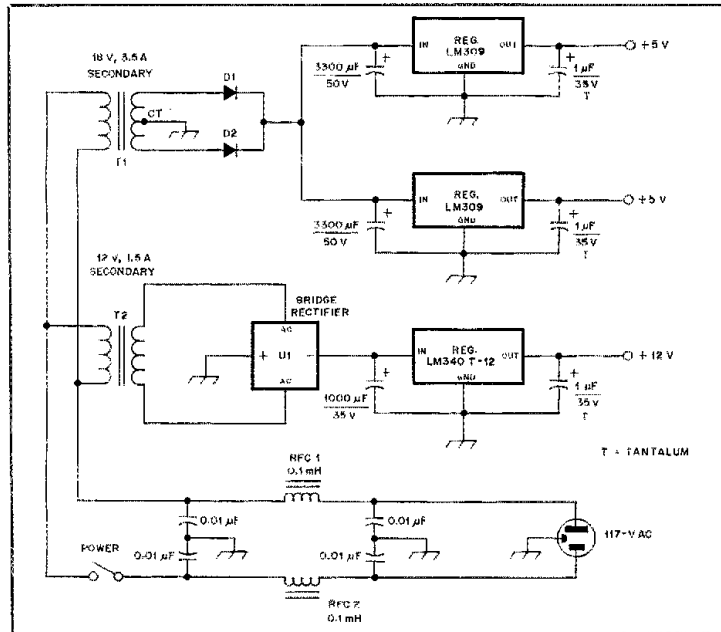 18 V, 3.5 A
SECONDARY
CT
T1
D1
D2
3300 µF
50 V
+
IN
REG.
LM309
OUT
GND
+
1 µF
35 V
T
+5 V
3300 µF
50 V
+
IN
REG.
LM309
OUT
GND
+
1 µF
35 V
T
+5 V
12 V, 1.5 A
SECONDARY
T2
BRIDGE
RECTIFIER
AC
+ U1 −
AC
1000 µF
35 V
+
IN
REG.
LM340 T-12
OUT
GND
+
1 µF
35 V
T
+12 V
T = TANTALUM
RFC 1
0.1 mH
0.01 µF
0.01 µF
0.01 µF
0.01 µF
117-V AC
POWER
RFC 2
0.1 mH